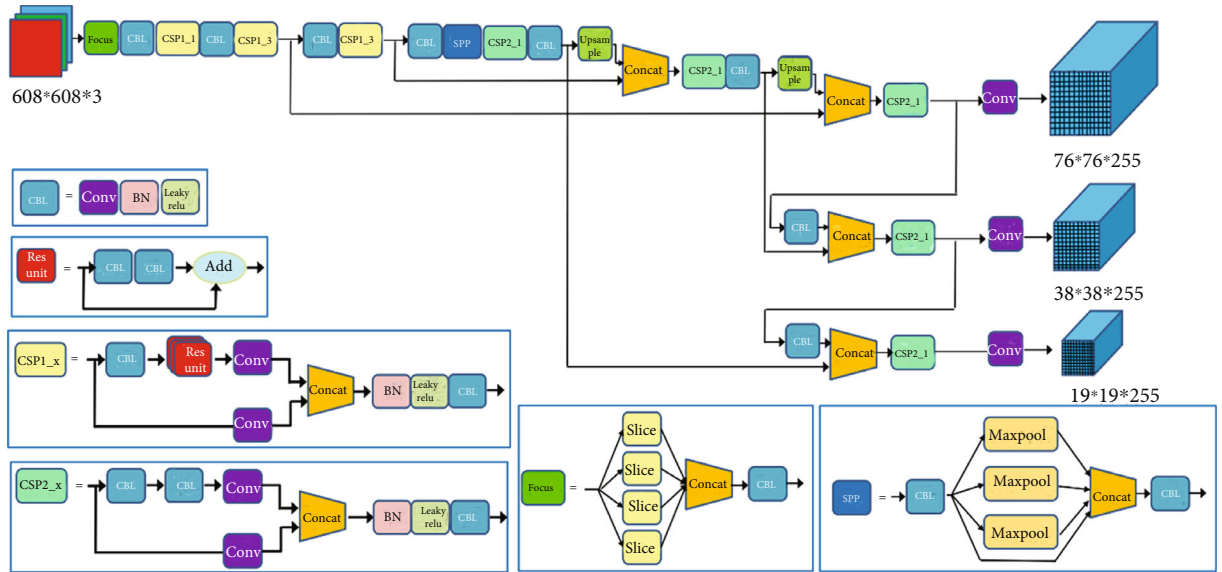 608*608*3
Focus CBL CSP1_1 CBL CSP1_3
CBL CSP1_3
CBL SPP CSP2_1 CBL
Upsam
ple
Concat
CSP2_1 CBL
Upsam
ple
Concat
CSP2_1
Conv
76*76*255
CBL
Concat
CSP2_1
Conv
38*38*255
CBL
Concat
CSP2_1
Conv
19*19*255
CBL = Conv BN Leaky
relu
Res
unit = CBL CBL Add
CSP1_x = CBL Res
unit Conv
Conv
Concat
BN Leaky
relu CBL
CSP2_x = CBL CBL Conv
Conv
Concat
BN Leaky
relu CBL
Focus =
Slice
Slice
Slice
Slice
Concat
CBL
SPP = CBL
Maxpool
Maxpool
Maxpool
Concat
CBL